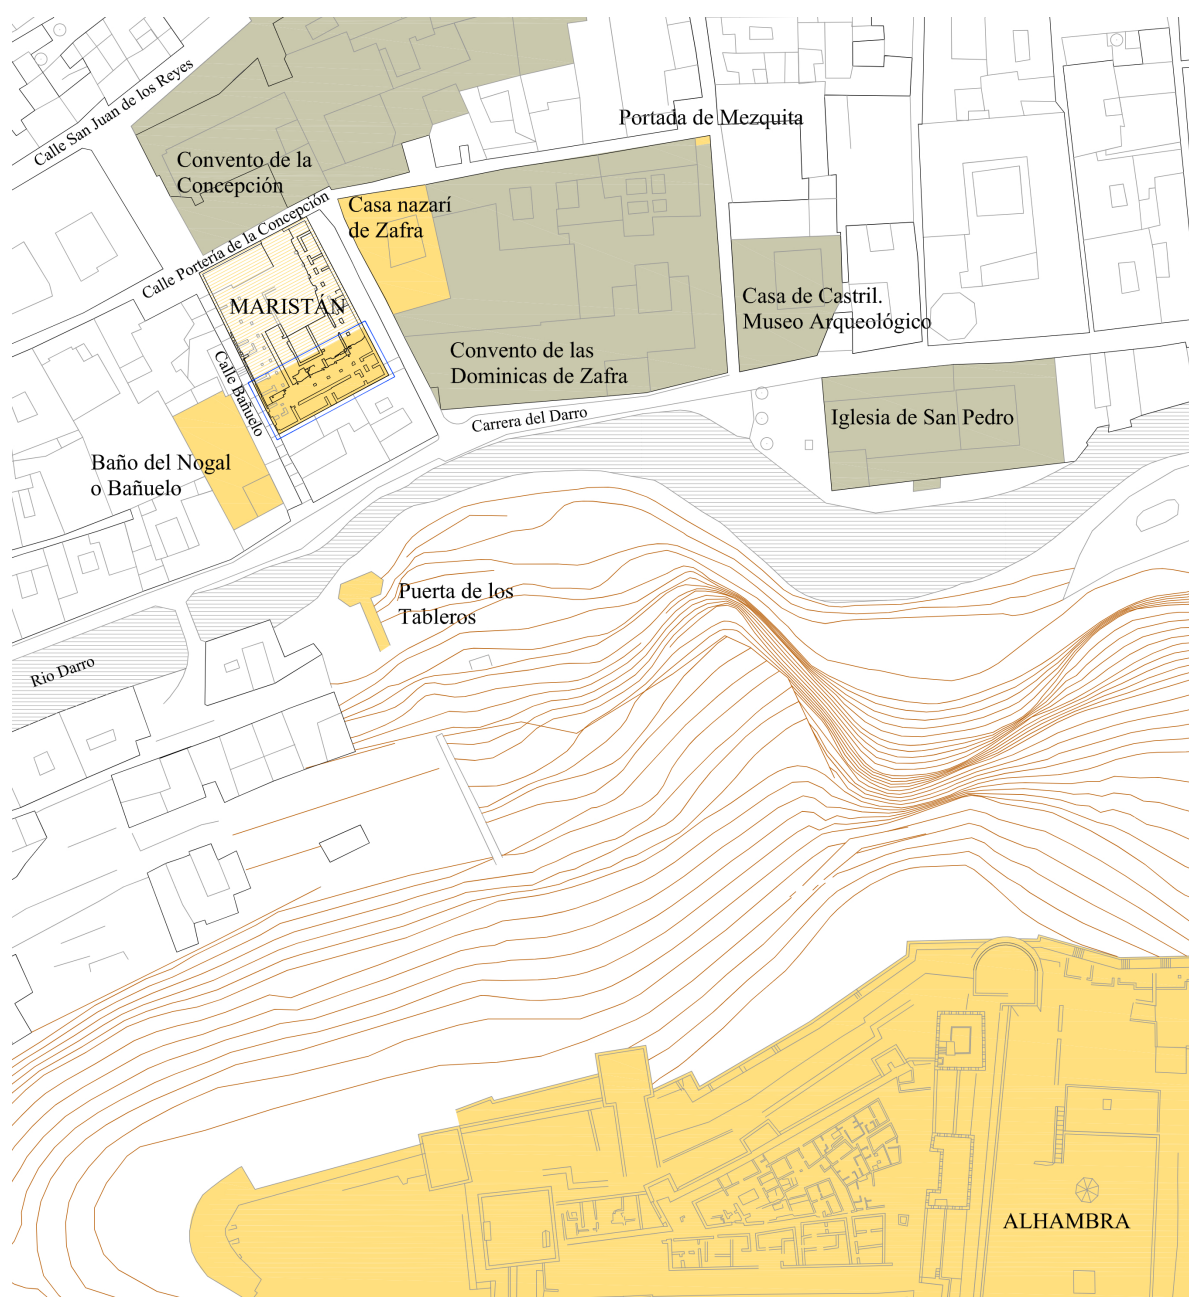 Calle San Juan de los Reyes
Portada de Mezquita
Convento de la
Concepción
Casa nazarí
de Zafra
Calle Portería de la Concepción
MARISTÁN
Casa de Castril.
Museo Arqueológico
Convento de las
Dominicas de Zafra
Calle Bañuelo
Carrera del Darro
Iglesia de San Pedro
Baño del Nogal
o Bañuelo
Puerta de los
Tableros
Rio Darro
ALHAMBRA